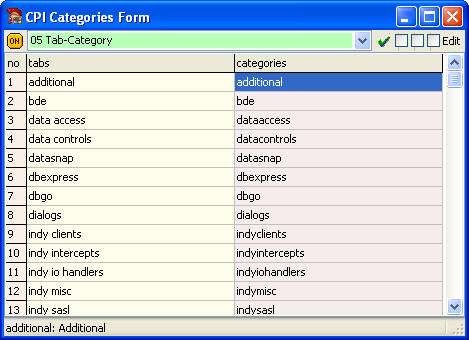 CPI Categories Form
ON 05 Tab-Category Edit
no tabs categories
1 additional additional
2 bde bde
3 data access dataaccess
4 data controls datacontrols
5 datasnap datasnap
6 dbexpress dbexpress
7 dbgo dbgo
8 dialogs dialogs
9 indy clients indyclients
10 indy intercepts indyintercepts
11 indy io handlers indyiohandlers
12 indy misc indymisc
13 indy sasl indysasl
additional: Additional